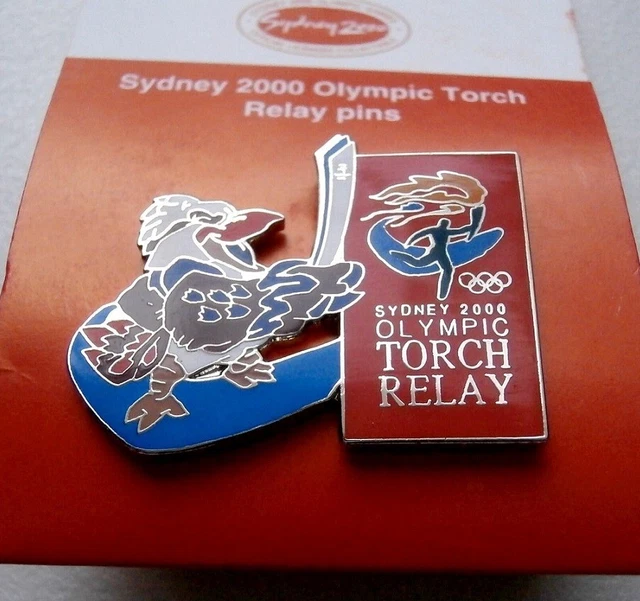 Sydney 2000
Sydney 2000 Olympic Torch
Relay pins
SYDNEY 2000
OLYMPIC
TORCH
RELAY